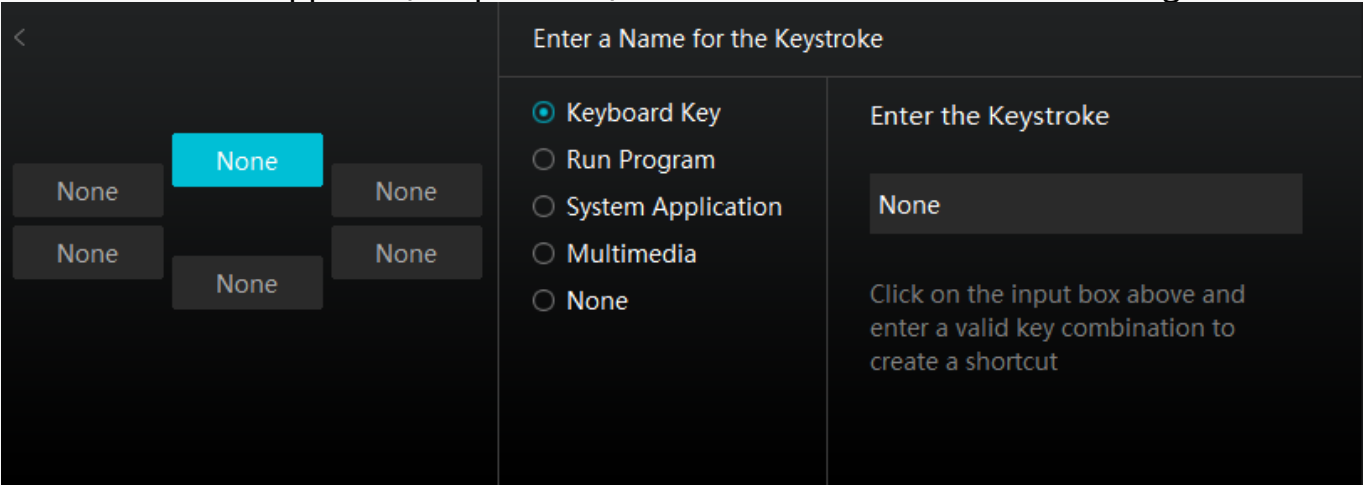 Enter a Name for the Keystroke
None
None
None
None
None
None
Keyboard Key
Run Program
System Application
Multimedia
None
Enter the Keystroke
None
Click on the input box above and
enter a valid key combination to
create a shortcut